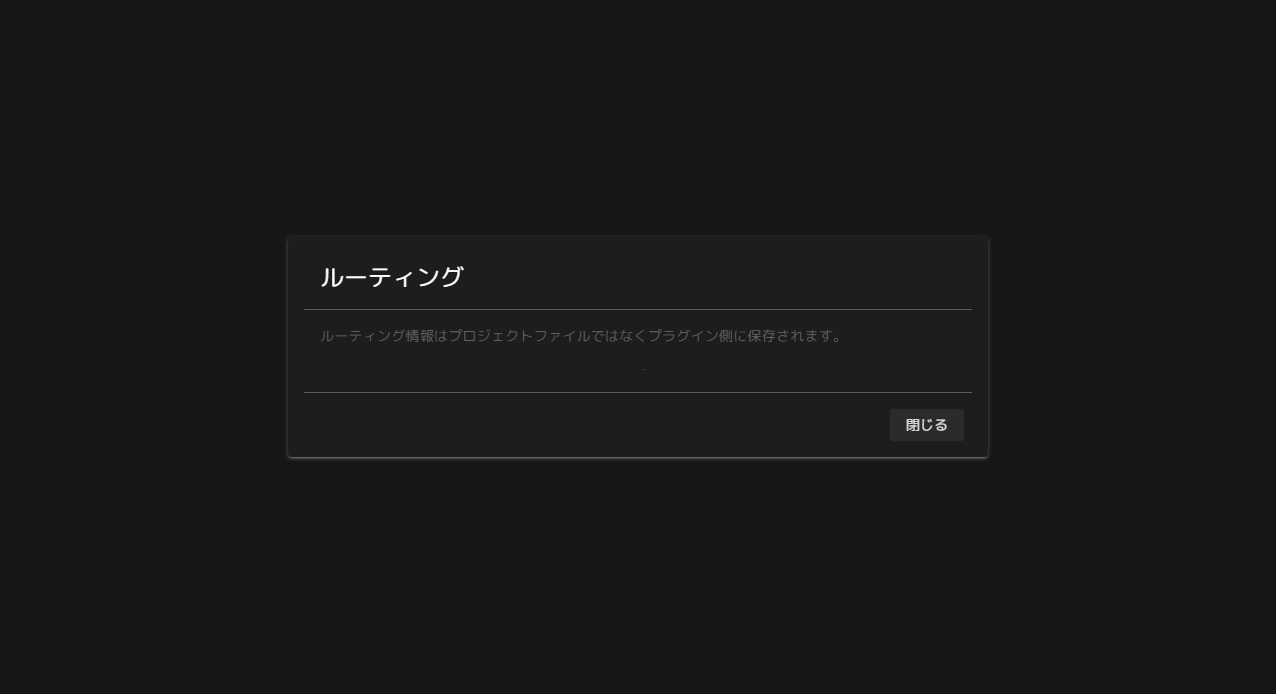 ルーティング
ルーティング情報はプロジェクトファイルではなくプラグイン側に保存されます。
閉じる